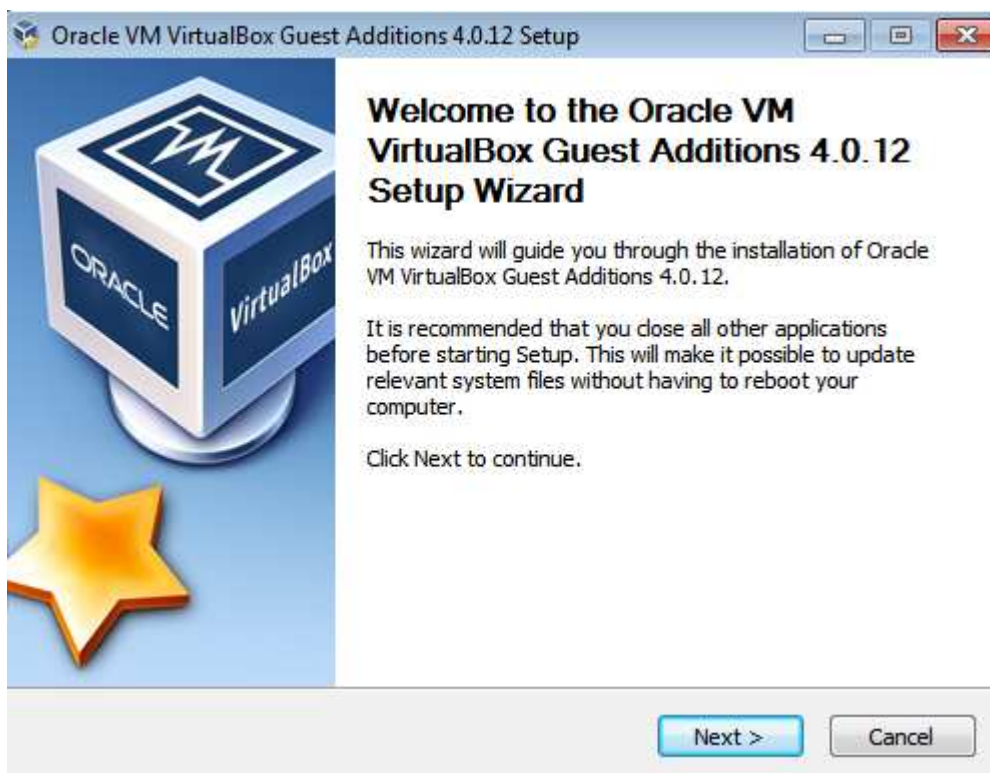 Oracle VM VirtualBox Guest Additions 4.0.12 Setup
Welcome to the Oracle VM
VirtualBox Guest Additions 4.0.12
Setup Wizard
This wizard will guide you through the installation of Oracle
VM VirtualBox Guest Additions 4.0.12.
It is recommended that you close all other applications
before starting Setup. This will make it possible to update
relevant system files without having to reboot your
computer.
Click Next to continue.
ORACLE
VirtualBox
Next >
Cancel